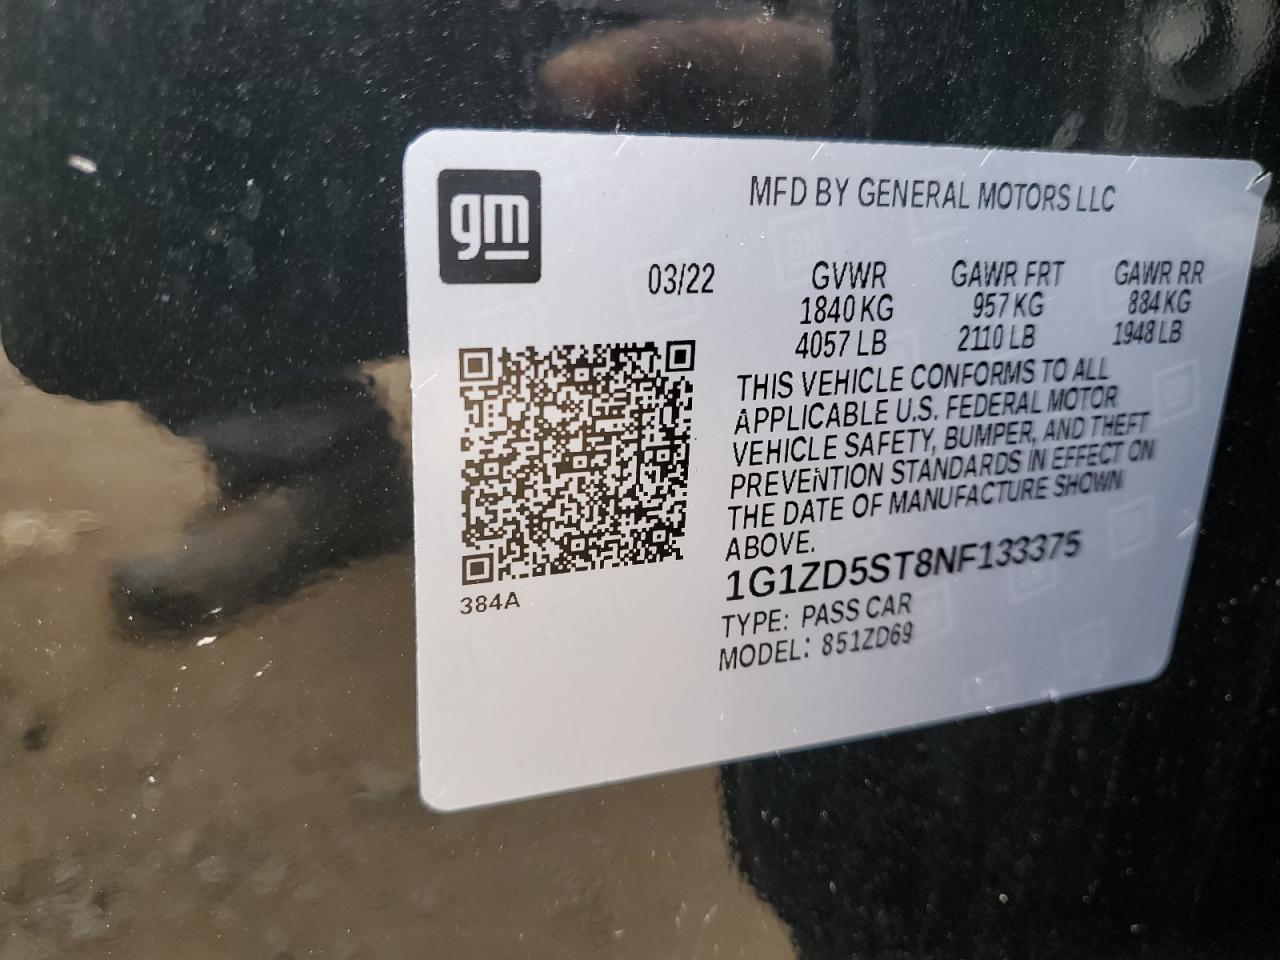 gm
MFD BY GENERAL MOTORS LLC
03/22 GVWR GAWR FRT GAWR RR
1840 KG 957 KG 884 KG
4057 LB 2110 LB 1948 LB
THIS VEHICLE CONFORMS TO ALL
APPLICABLE U.S. FEDERAL MOTOR
VEHICLE SAFETY, BUMPER, AND THEFT
PREVENTION STANDARDS IN EFFECT ON
THE DATE OF MANUFACTURE SHOWN
ABOVE.
1G1ZD5ST8NF133375
384A
TYPE: PASS CAR
MODEL: 851ZD69